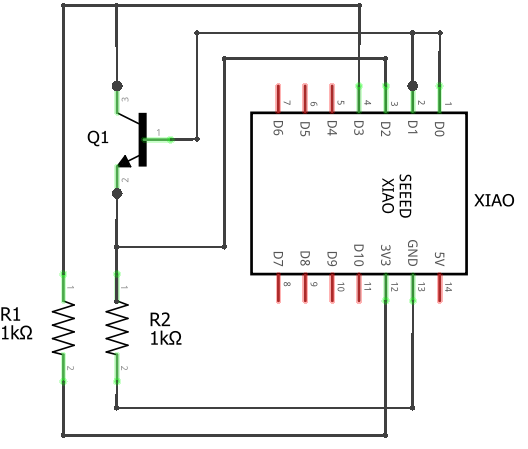 7 6 5 4 3 2 1
D6 D5 D4 D3 D2 D1 D0
3
Q1
1
2
SEEED
XIAO
XIAO
D7 D8 D9 D10 3V3 GND 5V
8 9 10 11 12 13 14
1 1
R1
1kΩ
R2
1kΩ
2 2